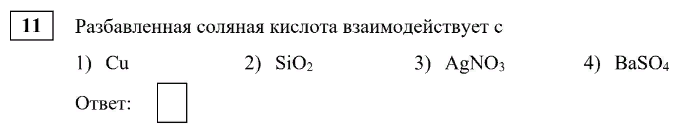 11 Разбавленная соляная кислота взаимодействует с
1) Cu 2) SiO₂ 3) AgNO₃ 4) BaSO₄
Ответ: